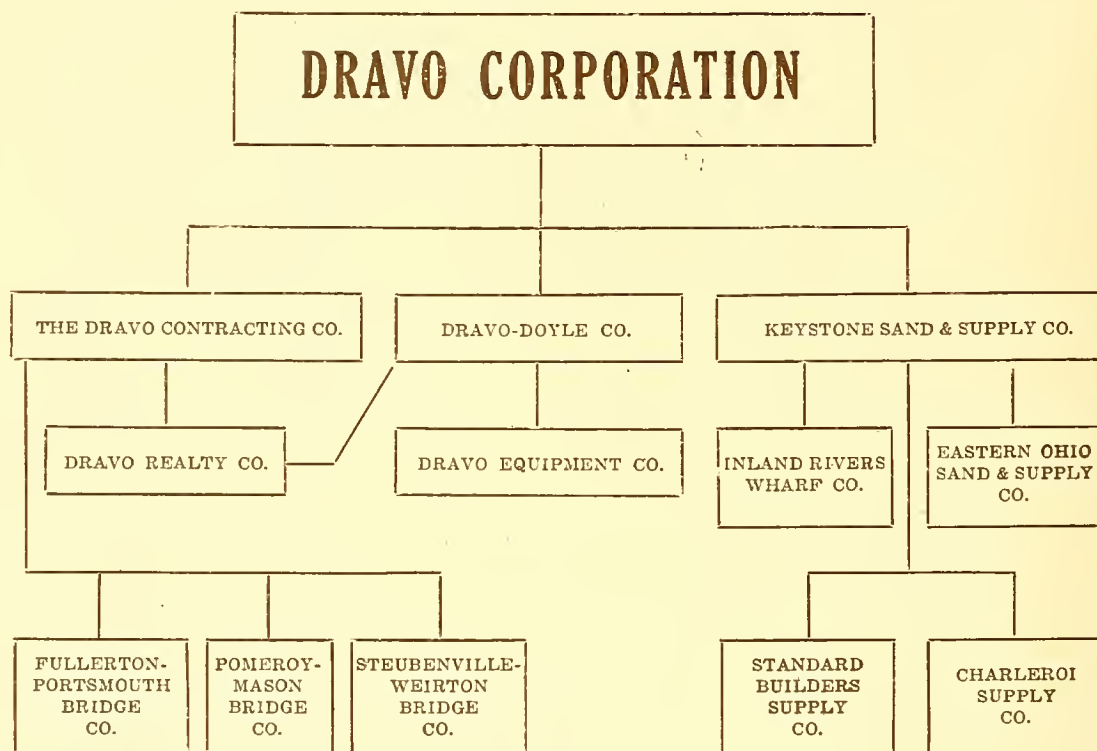 DRAVO CORPORATION
THE DRAVO CONTRACTING CO.
DRAVO-DOYLE CO.
KEYSTONE SAND & SUPPLY CO.
DRAVO REALTY CO.
DRAVO EQUIPMENT CO.
INLAND RIVERS
WHARF CO.
EASTERN OHIO
SAND & SUPPLY
CO.
FULLERTON-
PORTSMOUTH
BRIDGE
CO.
POMEROY-
MASON
BRIDGE
CO.
STEUBENVILLE-
WEIRTON
BRIDGE
CO.
STANDARD
BUILDERS
SUPPLY
CO.
CHARLEROI
SUPPLY
CO.